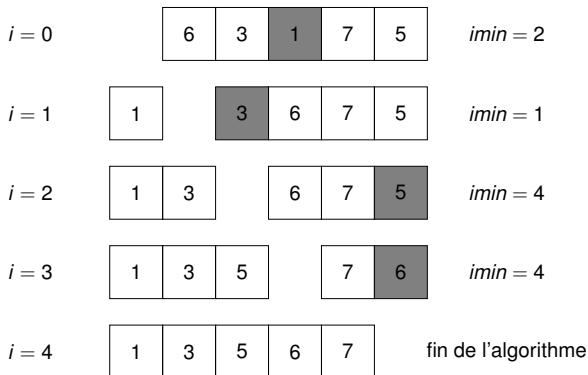 i = 0 6 3 1 7 5 imin = 2
i = 1 1 3 6 7 5 imin = 1
i = 2 1 3 6 7 5 imin = 4
i = 3 1 3 5 7 6 imin = 4
i = 4 1 3 5 6 7 fin de l'algorithme